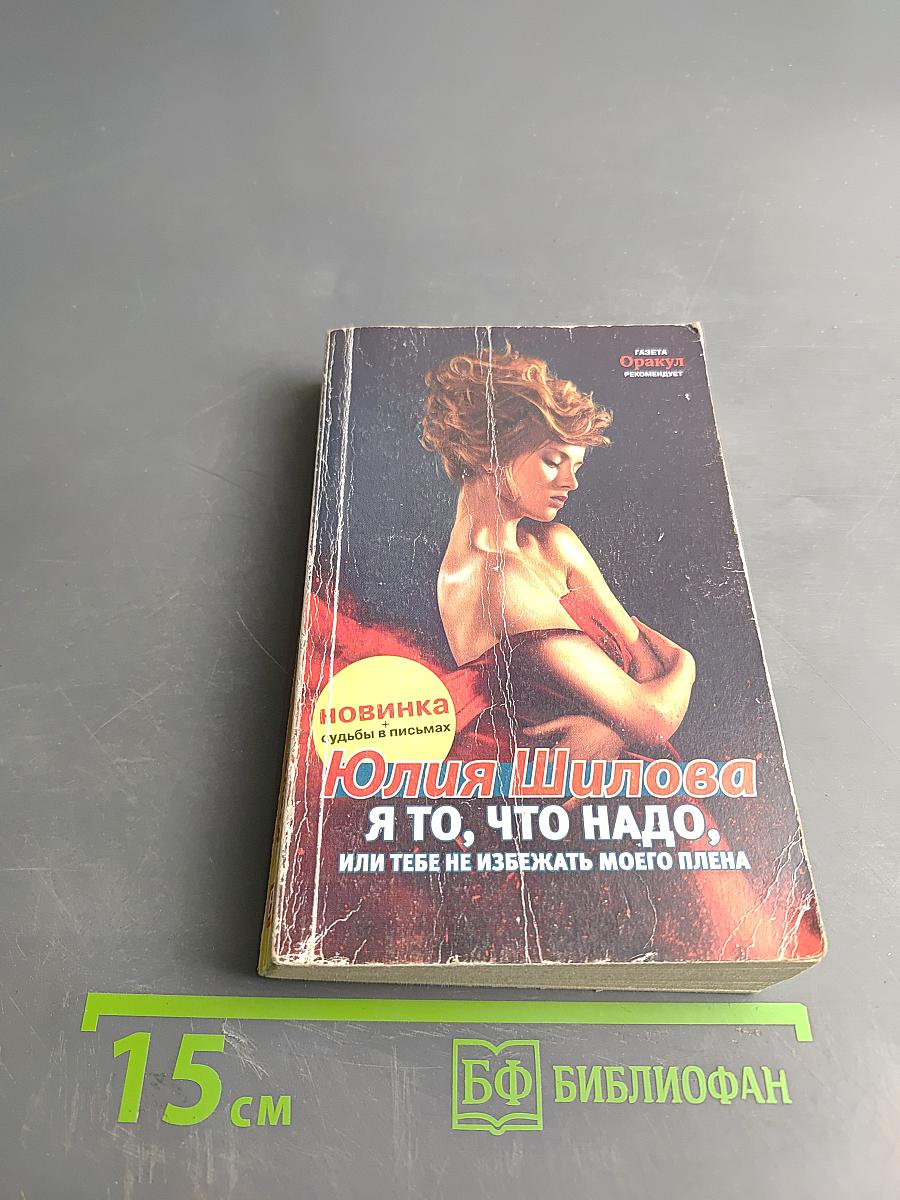 ГАЗЕТА
Оракул
РЕКОМЕНДУЕТ
новинка
+
судьбы в письмах
Юлия Шилова
Я ТО, ЧТО НАДО,
ИЛИ ТЕБЕ НЕ ИЗБЕЖАТЬ МОЕГО ПЛЕНА
15 см
БФ БИБЛИОФАН